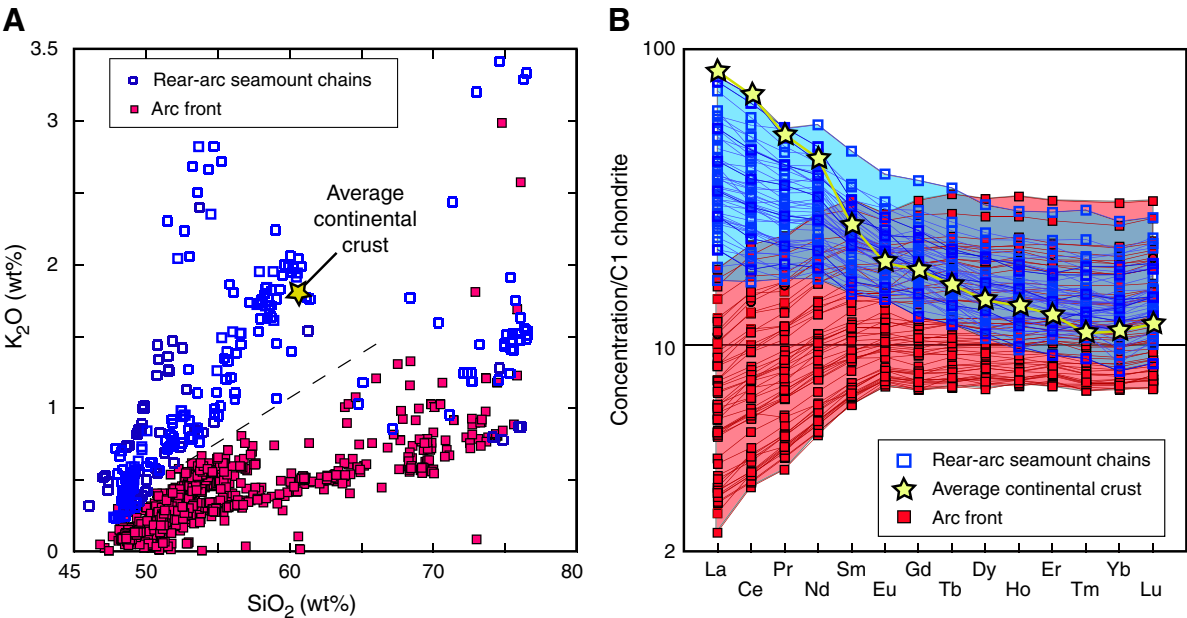 A
3.5
3
2
1
0
K₂O (wt%)
45
50
60
70
80
SiO₂ (wt%)
Rear-arc seamount chains
Arc front
Average
continental
crust
B
100
10
2
Concentration/C1 chondrite
Rear-arc seamount chains
Average continental crust
Arc front
La
Ce
Pr
Nd
Sm
Eu
Gd
Tb
Dy
Ho
Er
Tm
Yb
Lu